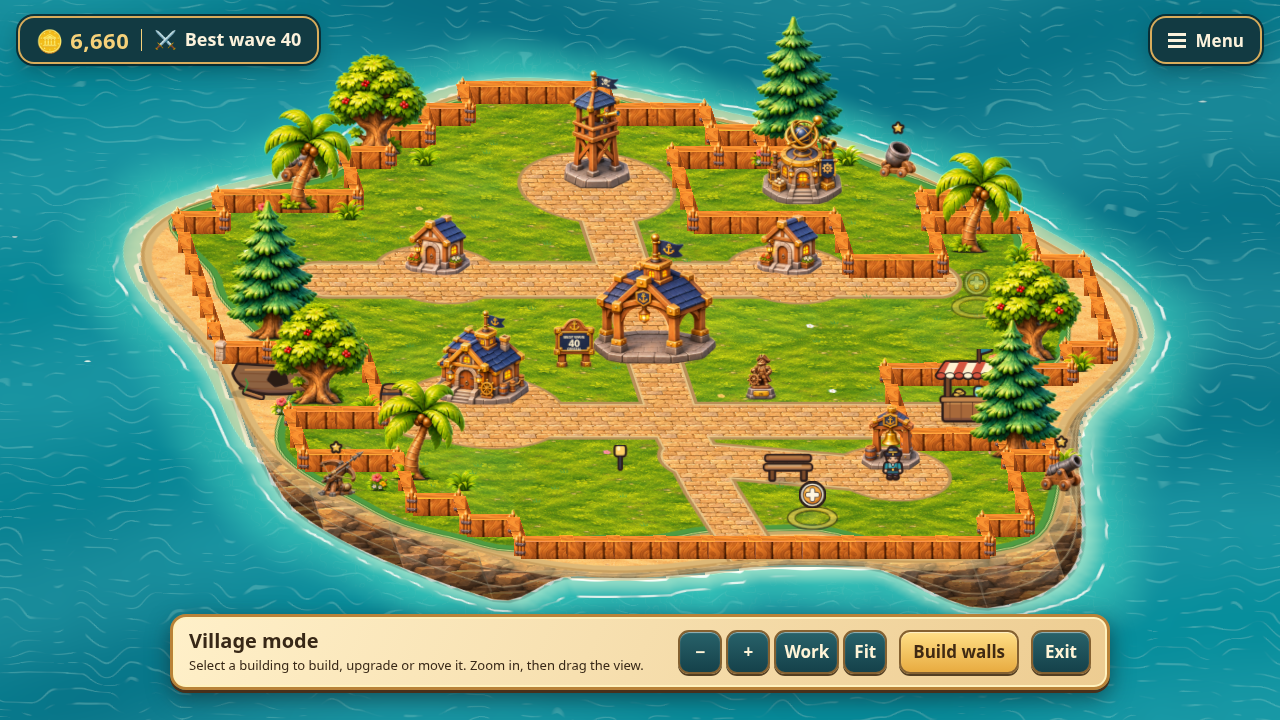 6,660
Best wave 40
Menu
40
Village mode
Select a building to build, upgrade or move it. Zoom in, then drag the view.
−
+
Work
Fit
Build walls
Exit